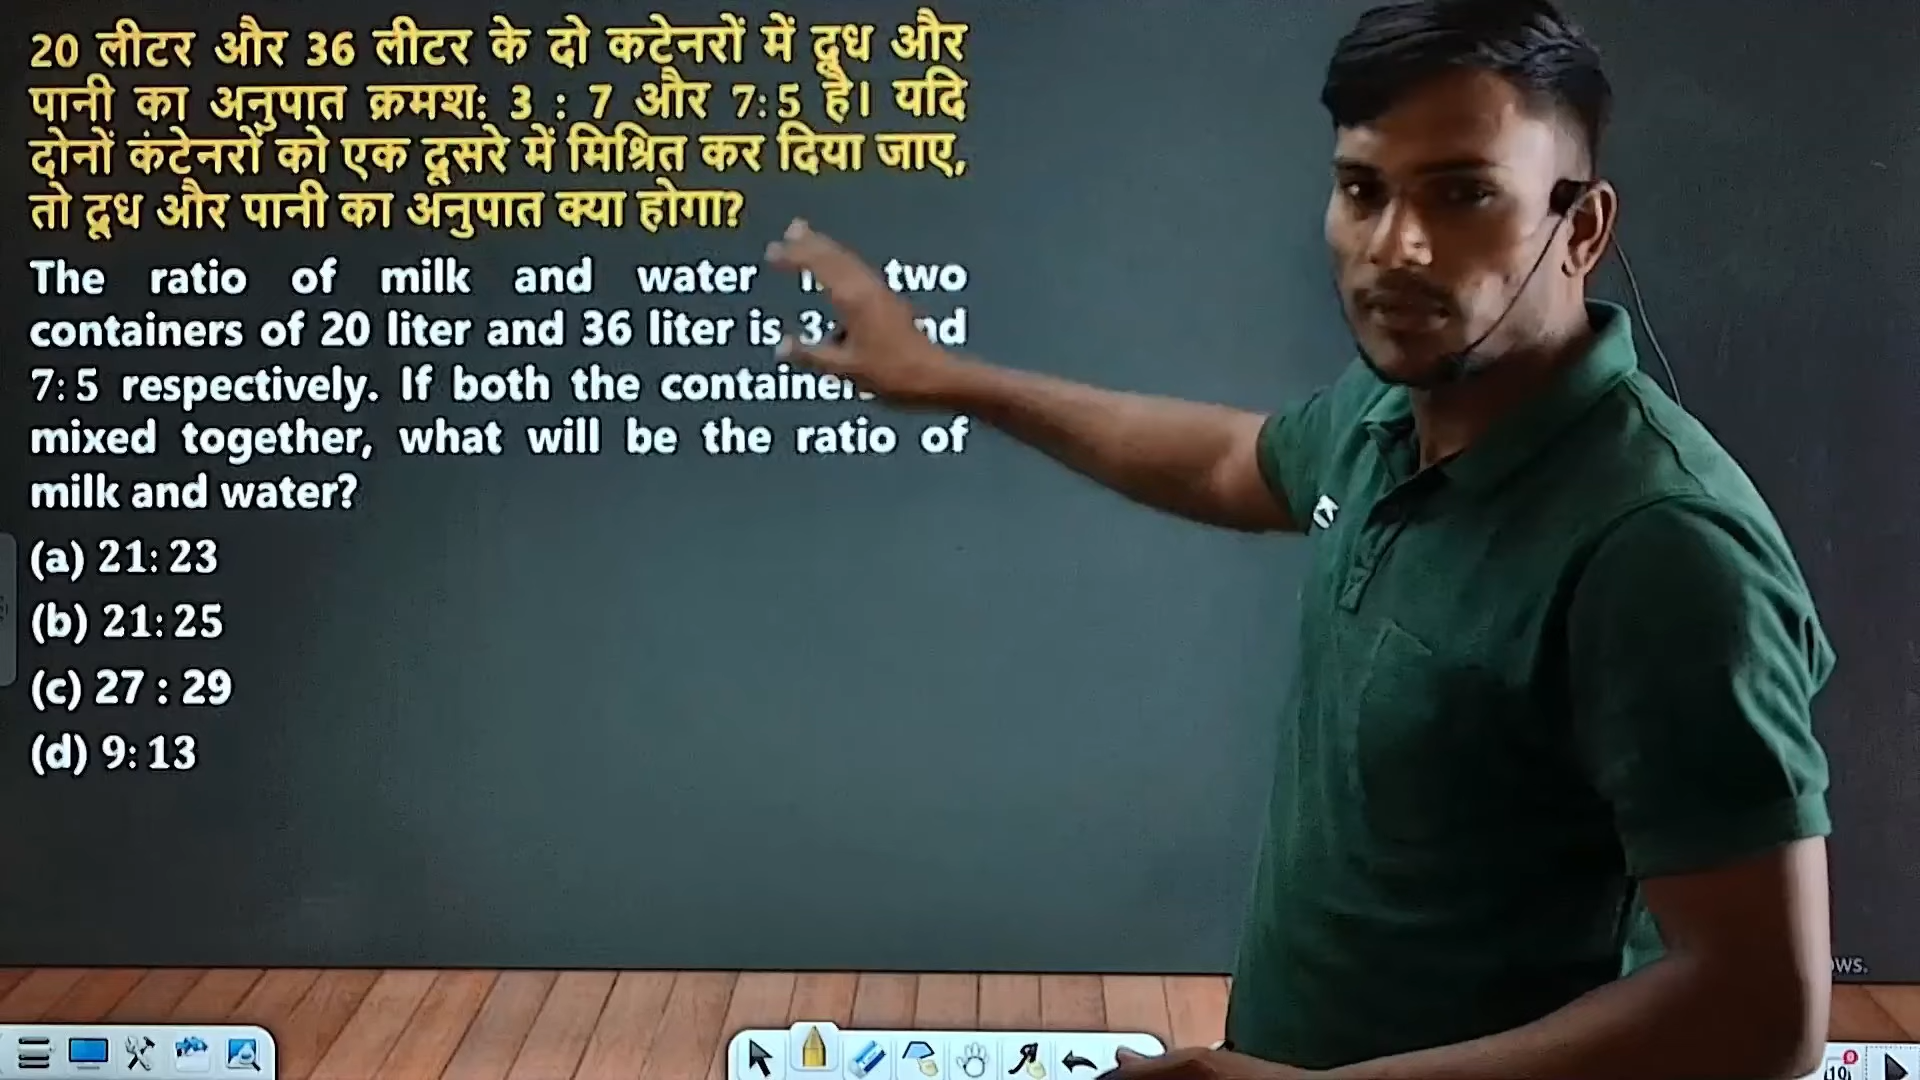 20 लीटर और 36 लीटर के दो कटेनरों में दूध और
पानी का अनुपात क्रमश: 3 : 7 और 7:5 है। यदि
दोनों कंटेनरों को एक दूसरे में मिश्रित कर दिया जाए,
तो दूध और पानी का अनुपात क्या होगा?
The ratio of milk and water two
containers of 20 liter and 36 liter is 3:
7:5 respectively. If both the
mixed together, what will be the ratio of
milk and water?
(a) 21:23
(b) 21:25
(c) 27 : 29
(d) 9:13